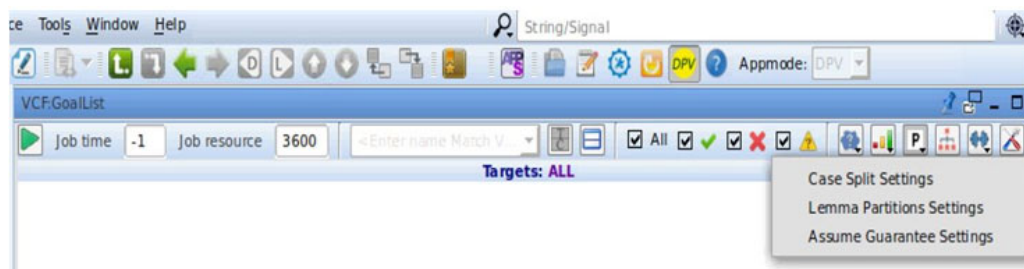 ce Tools Window Help String/Signal
DPV Appmode: DPV
VCF:GoalList
Job time -1 Job resource 3600 <Enter name Match V... All P
Targets: ALL
Case Split Settings
Lemma Partitions Settings
Assume Guarantee Settings